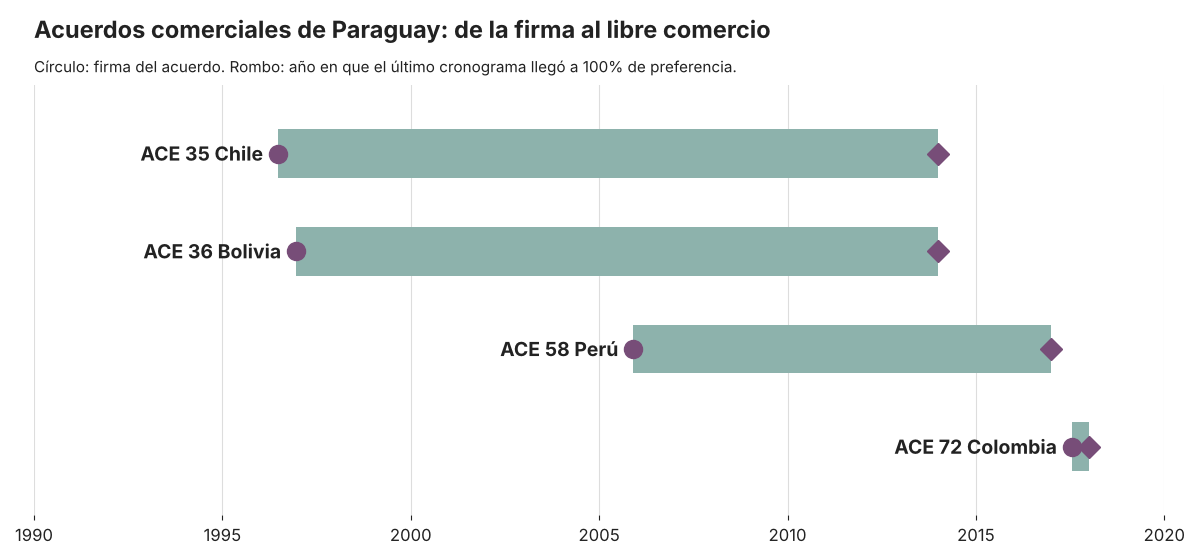 Acuerdos comerciales de Paraguay: de la firma al libre comercio
Círculo: firma del acuerdo. Rombo: año en que el último cronograma llegó a 100% de preferencia.
ACE 35 Chile
ACE 36 Bolivia
ACE 58 Perú
ACE 72 Colombia
1990 1995 2000 2005 2010 2015 2020